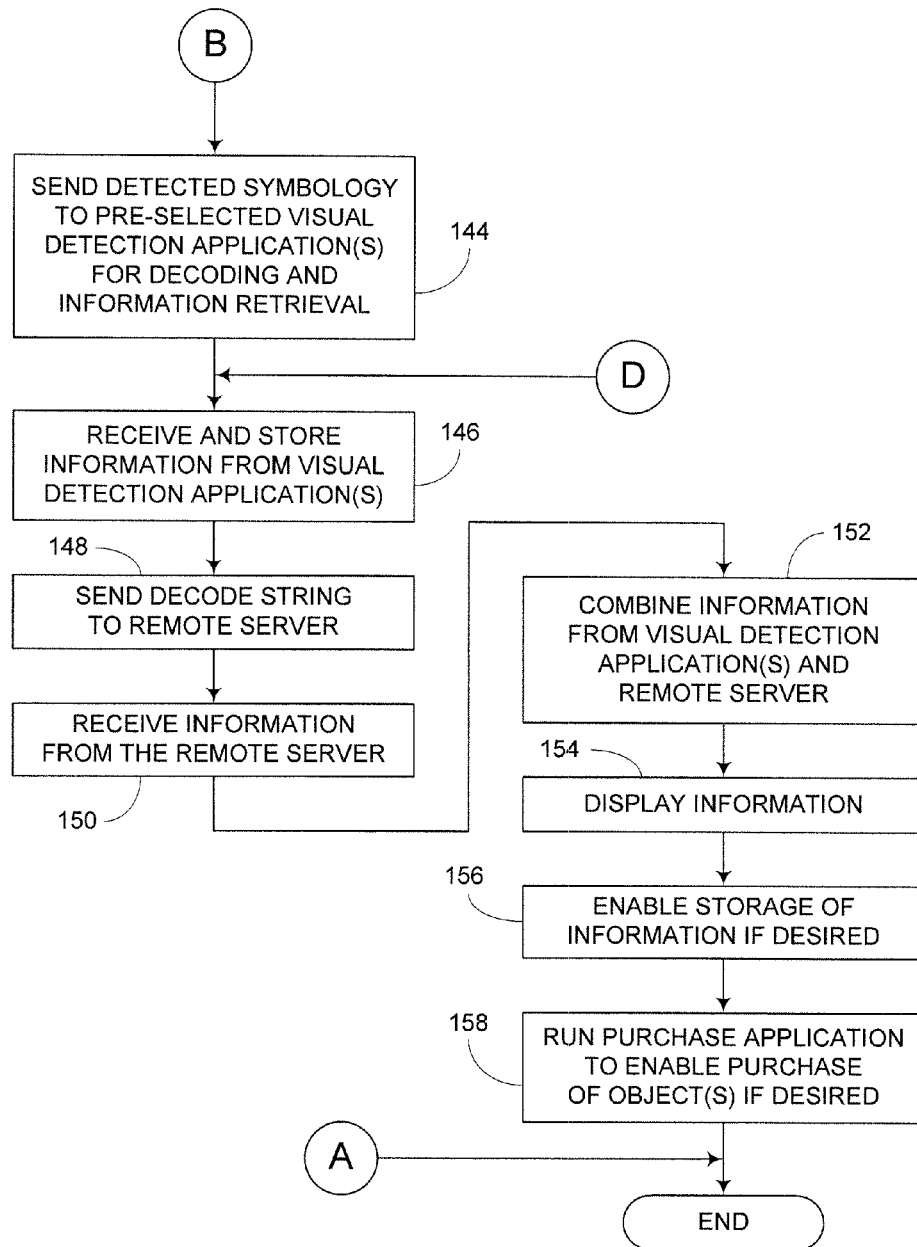 B
SEND DETECTED SYMBOLOGY
TO PRE-SELECTED VISUAL
DETECTION APPLICATION(S)
FOR DECODING AND
INFORMATION RETRIEVAL
144
D
RECEIVE AND STORE
INFORMATION FROM VISUAL
DETECTION APPLICATION(S)
146
148
SEND DECODE STRING
TO REMOTE SERVER
RECEIVE INFORMATION
FROM THE REMOTE SERVER
150
152
COMBINE INFORMATION
FROM VISUAL DETECTION
APPLICATION(S) AND
REMOTE SERVER
154
DISPLAY INFORMATION
156
ENABLE STORAGE OF
INFORMATION IF DESIRED
158
RUN PURCHASE APPLICATION
TO ENABLE PURCHASE
OF OBJECT(S) IF DESIRED
A
END